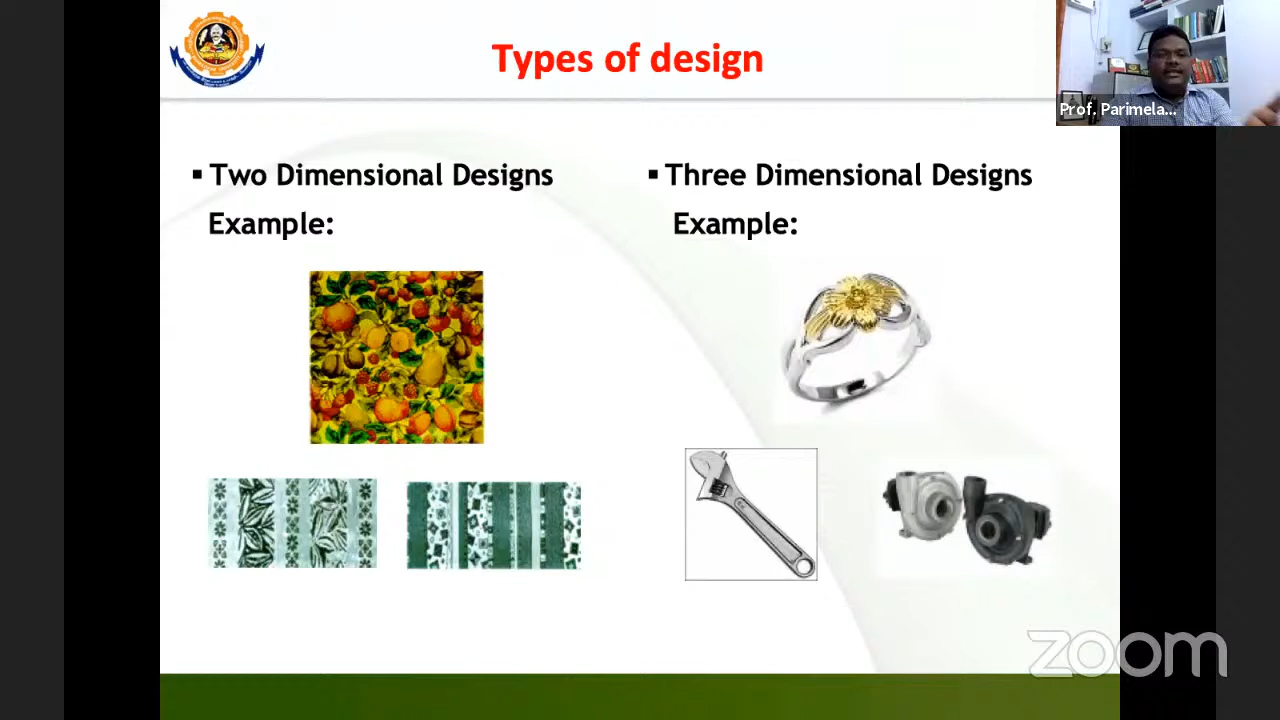 Types of design
Prof. Parimela...
▪ Two Dimensional Designs
Example:
▪ Three Dimensional Designs
Example:
zoom